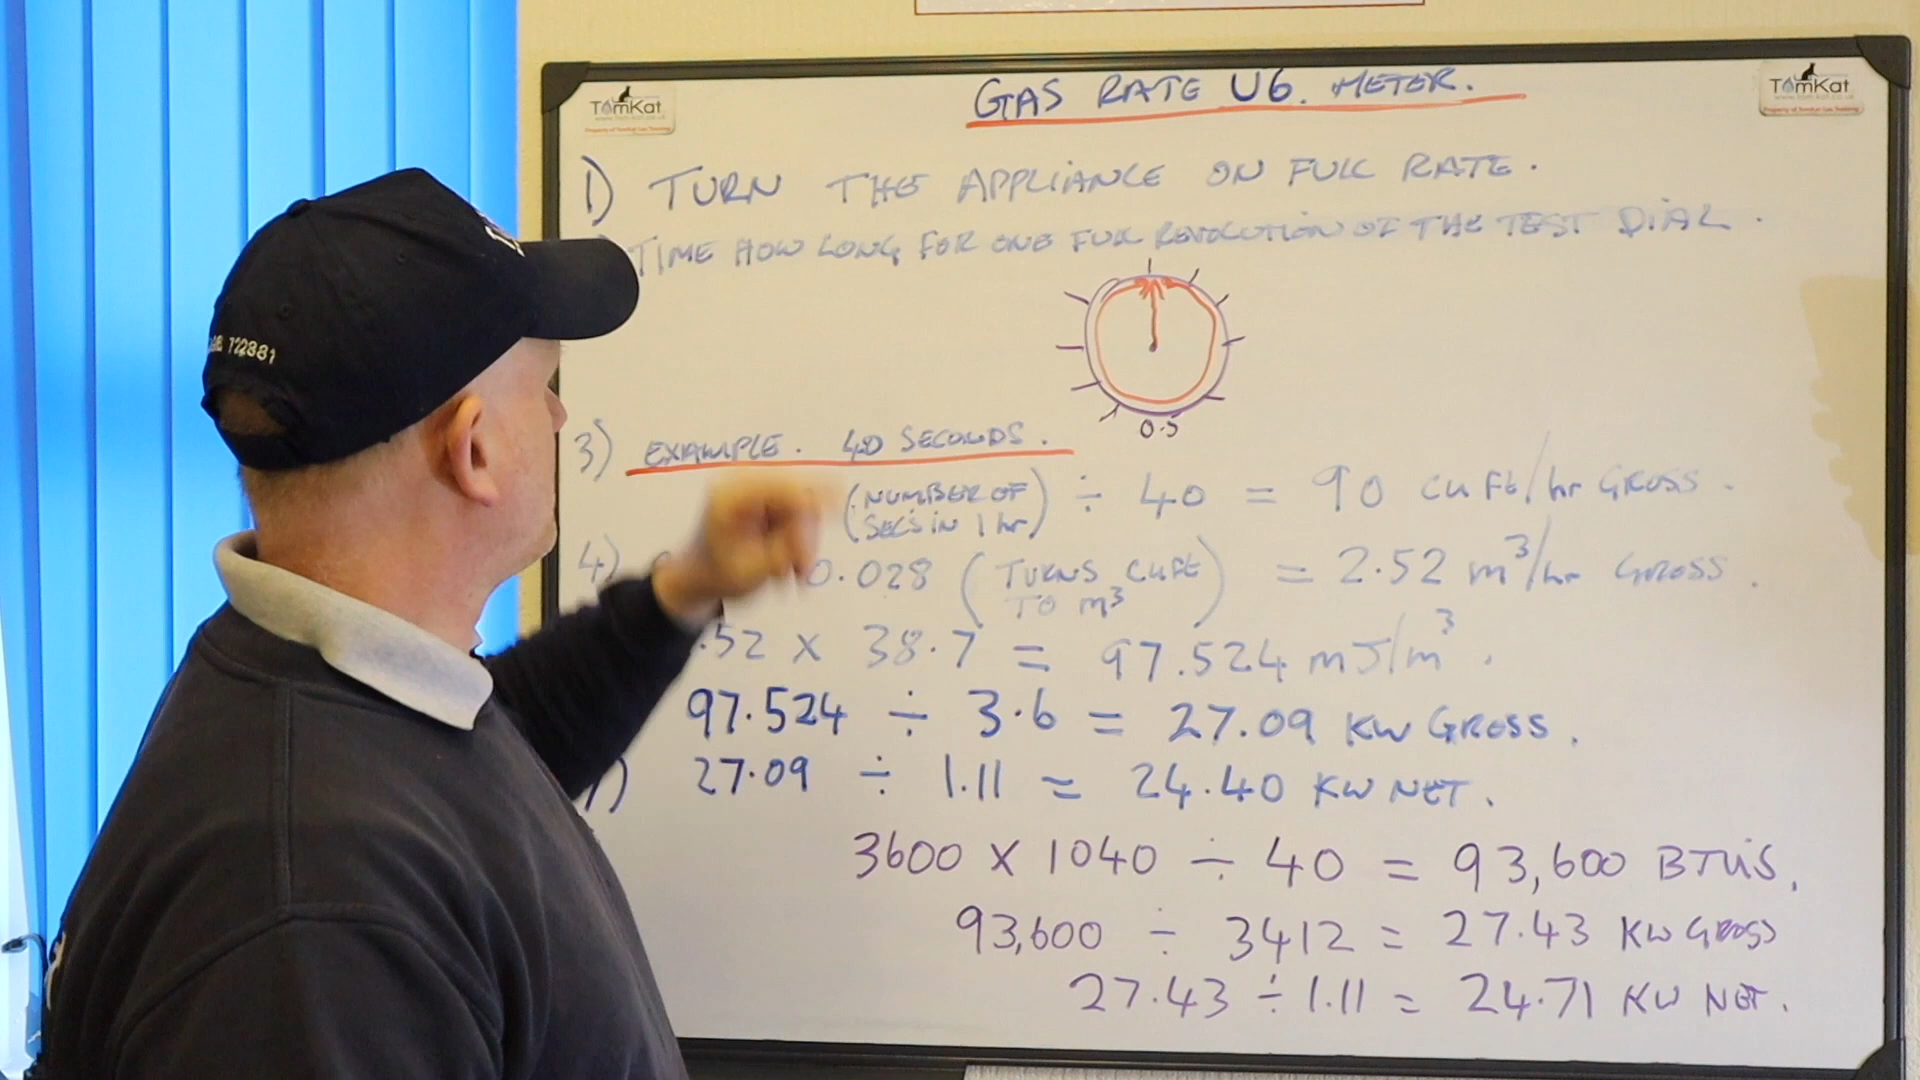 GAS RATE U6. METER.
TomKat
TomKat
1) TURN THE APPLIANCE ON FULL RATE.
TIME HOW LONG FOR ONE FULL REVOLUTION OF THE TEST DIAL.
0.5
3) EXAMPLE. 40 SECONDS.
(NUMBER OF SEC'S IN 1 hr) ÷ 40 = 90 CU Ft/hr GROSS.
4) 0.028 (TURNS CUFt TO m³) = 2.52 m³/hr GROSS.
.52 X 38.7 = 97.524 mJ/m³.
97.524 ÷ 3.6 = 27.09 KW GROSS.
) 27.09 ÷ 1.11 = 24.40 KW NET.
3600 X 1040 ÷ 40 = 93,600 BTU'S,
93,600 ÷ 3412 = 27.43 KW GROSS
27.43 ÷ 1.11 = 24.71 KW NET.
722881